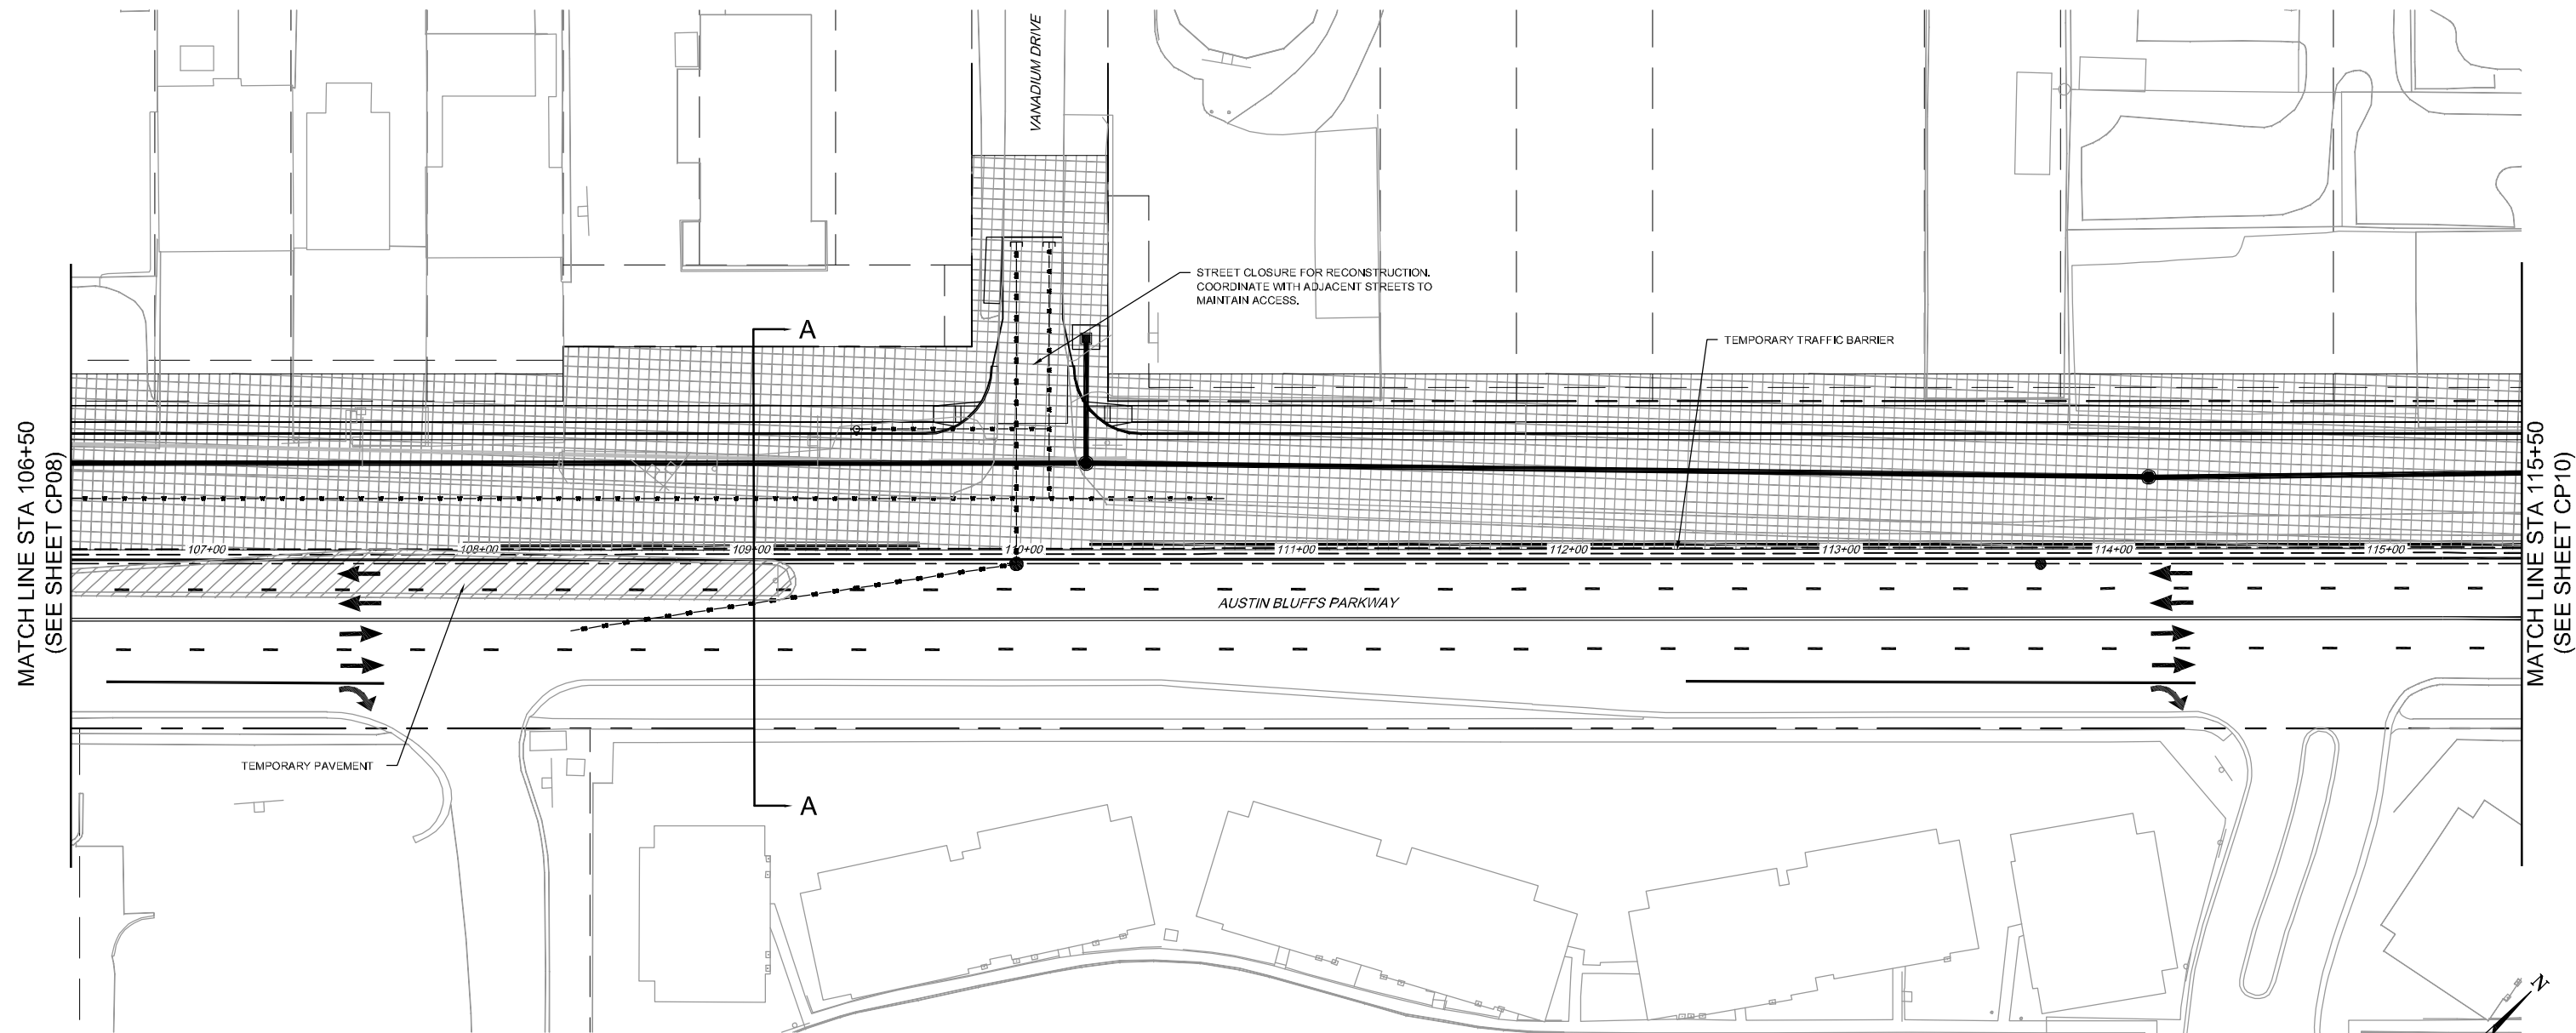 VANADIUM DRIVE
A
STREET CLOSURE FOR RECONSTRUCTION.
COORDINATE WITH ADJACENT STREETS TO
MAINTAIN ACCESS.
TEMPORARY TRAFFIC BARRIER
MATCH LINE STA 106+50
(SEE SHEET CP08)
MATCH LINE STA 115+50
(SEE SHEET CP10)
107+00
108+00
109+00
110+00
111+00
112+00
113+00
114+00
115+00
AUSTIN BLUFFS PARKWAY
TEMPORARY PAVEMENT
A
N